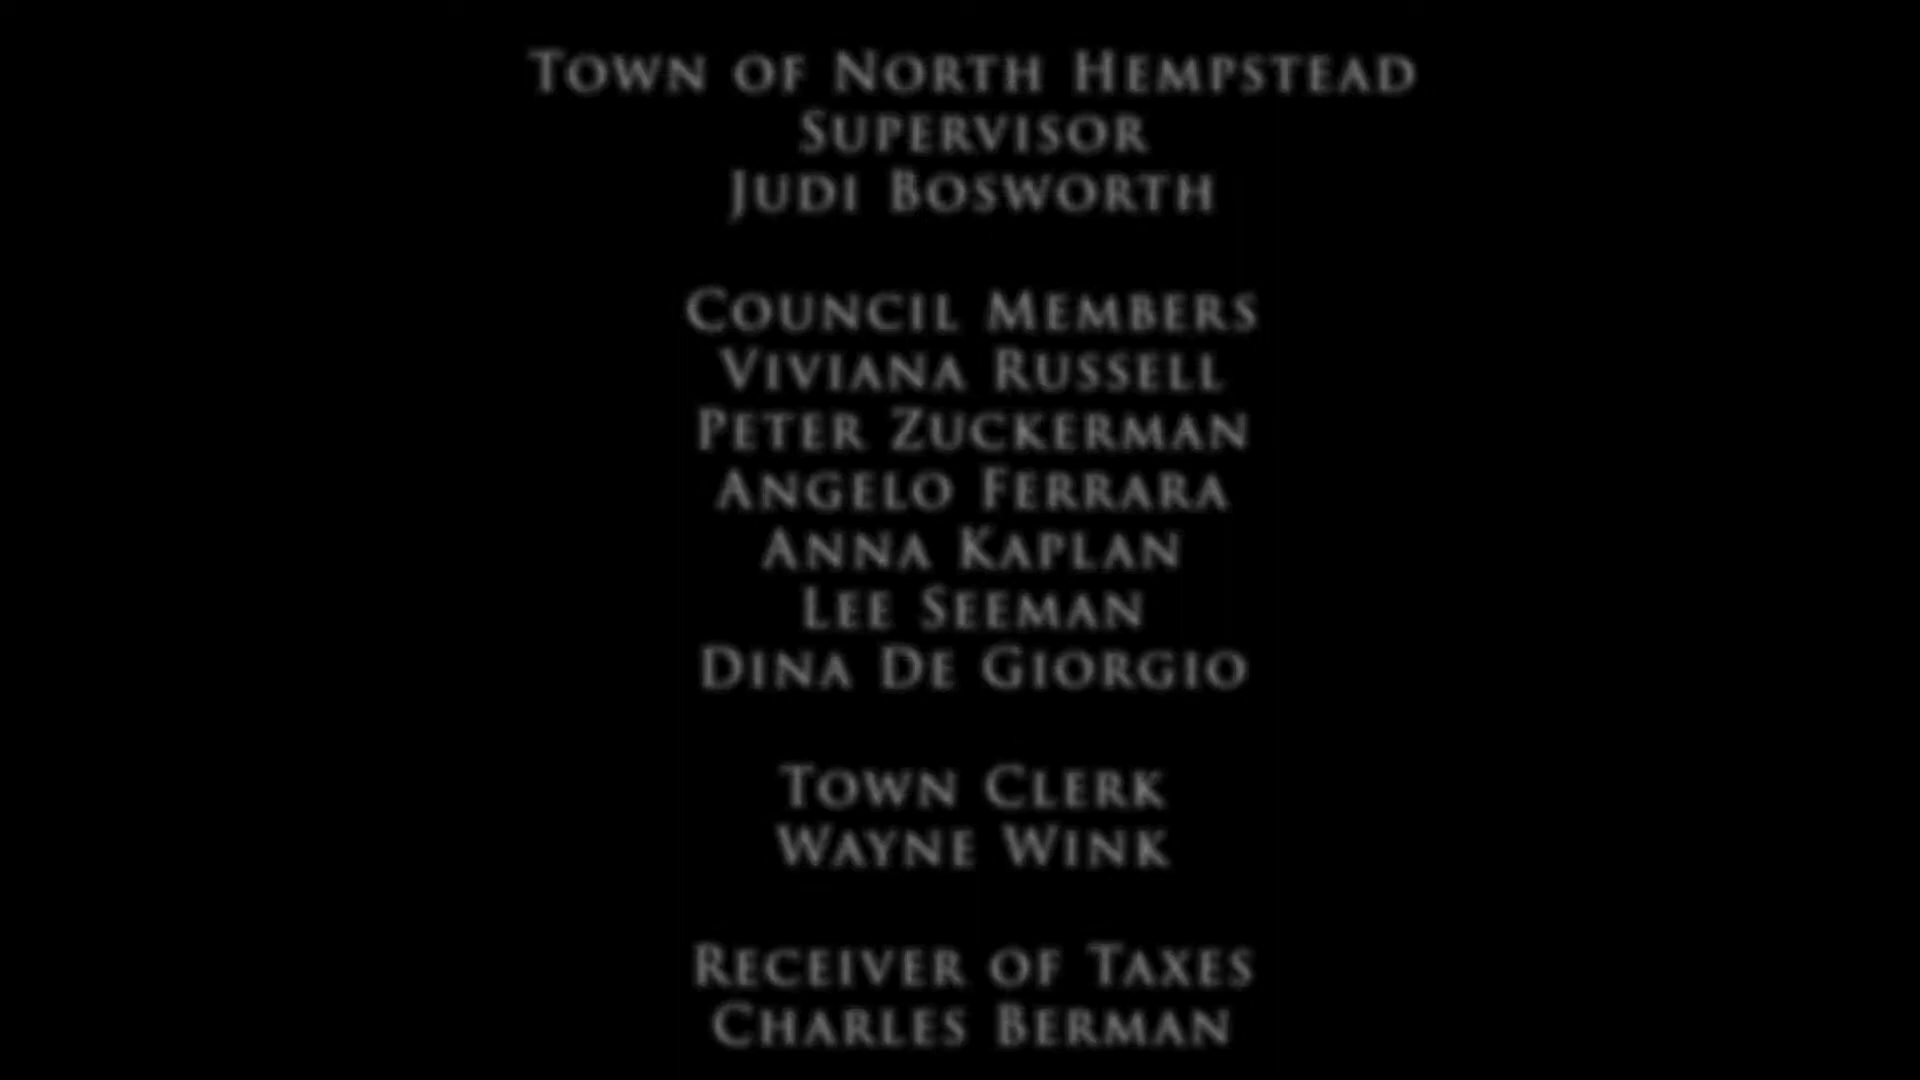 Town of North Hempstead
Supervisor
Judi Bosworth
Council Members
Viviana Russell
Peter Zuckerman
Angelo Ferrara
Anna Kaplan
Lee Seeman
Dina De Giorgio
Town Clerk
Wayne Wink
Receiver of Taxes
Charles Berman